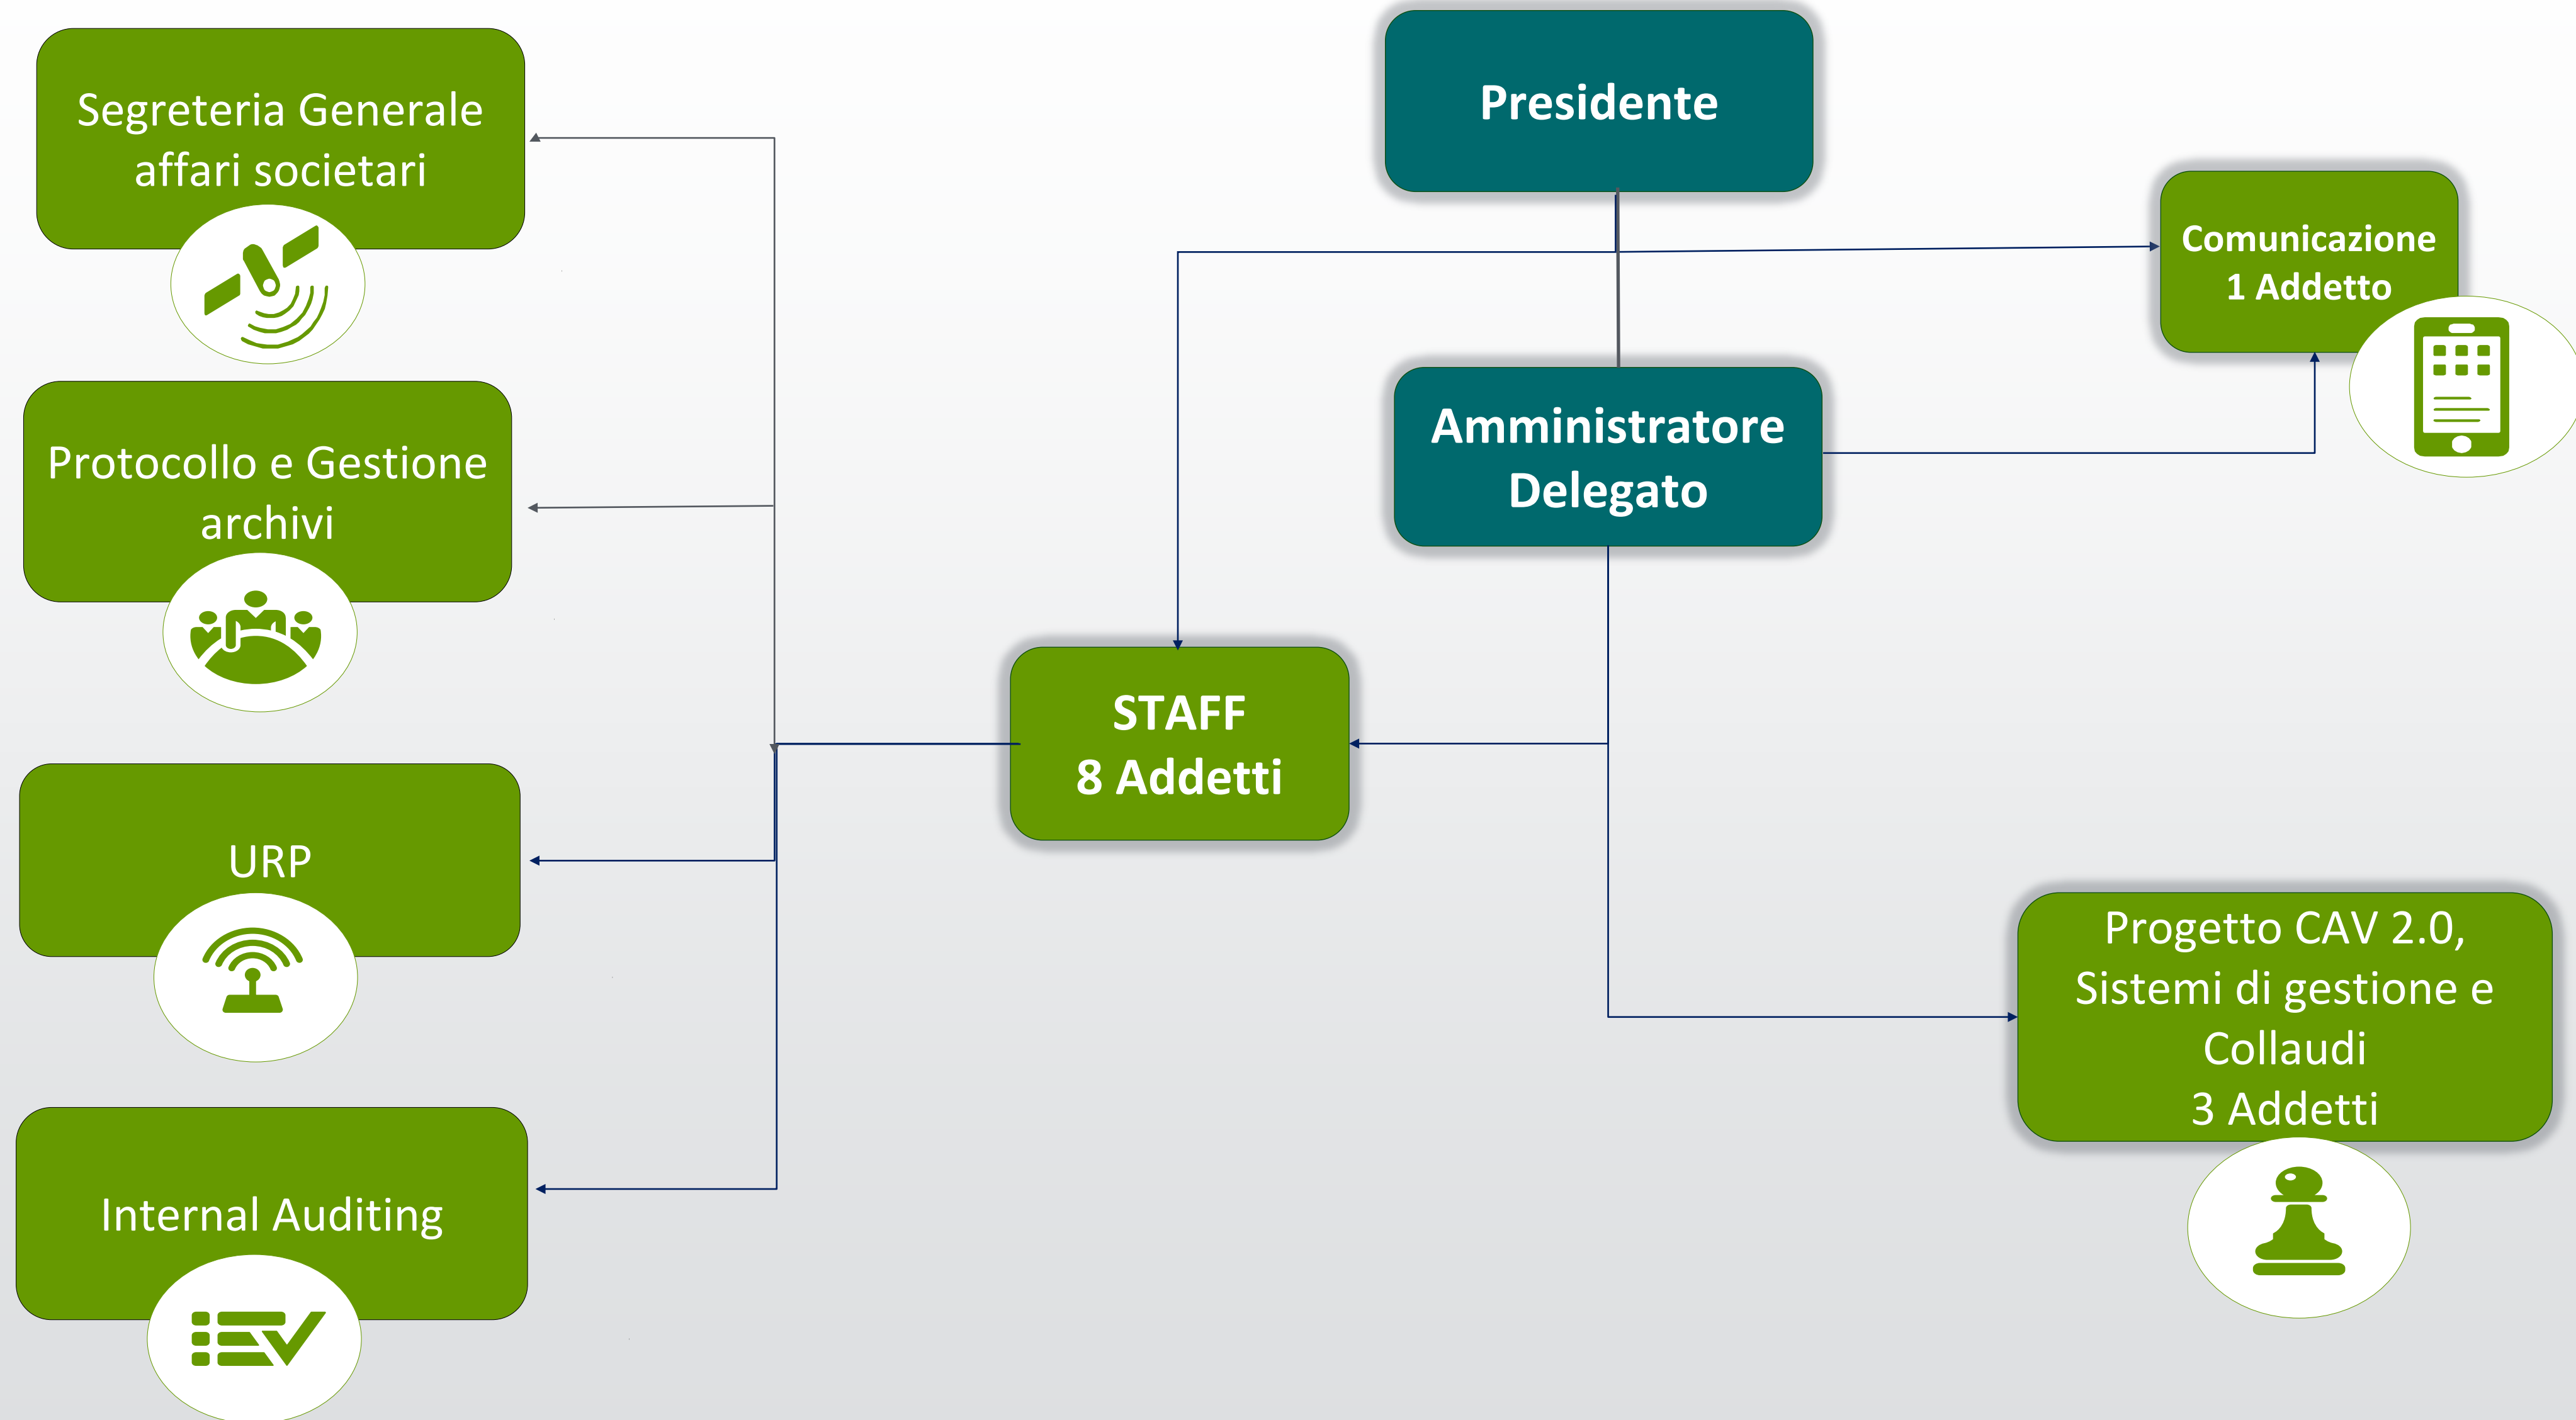 Segreteria Generale
affari societari
Protocollo e Gestione
archivi
URP
Internal Auditing
Presidente
Amministratore
Delegato
STAFF
8 Addetti
Comunicazione
1 Addetto
Progetto CAV 2.0,
Sistemi di gestione e
Collaudi
3 Addetti